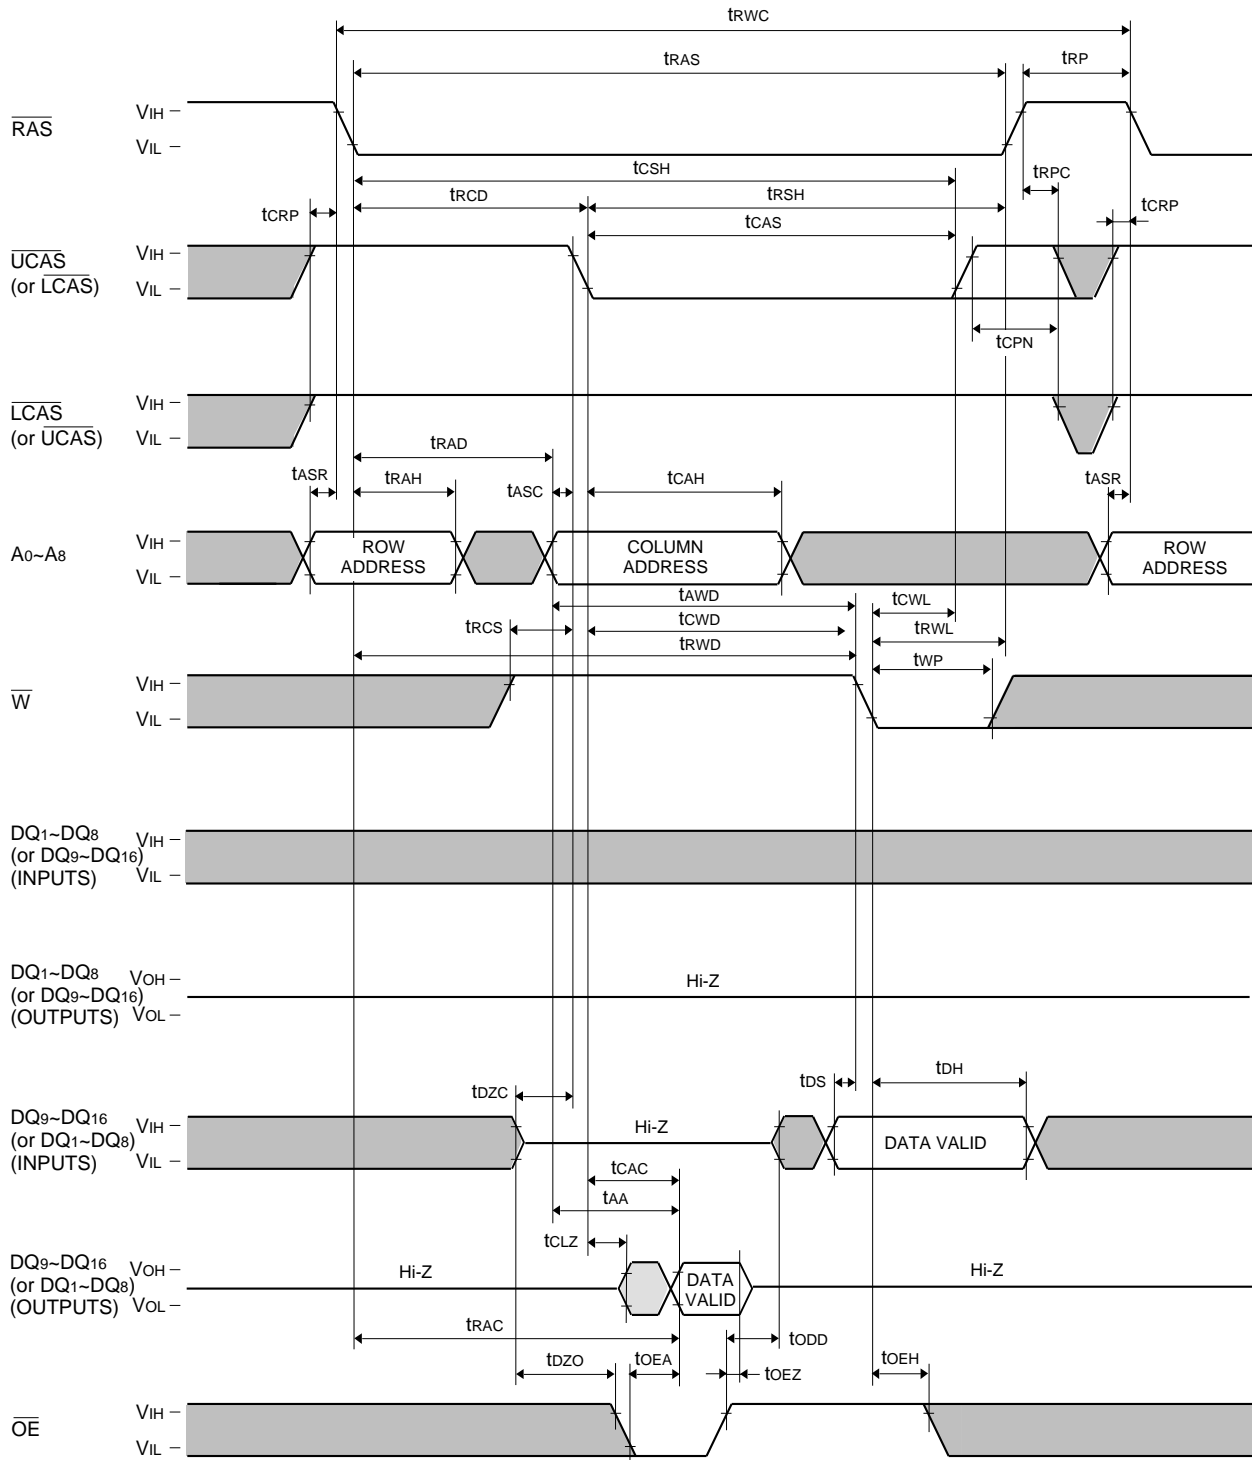 tRWC
tRAS
tRP
RAS
VIH
VIL
tCSH
tRPC
tRCD
tRSH
tCRP
tCRP
tCAS
UCAS
(or LCAS)
VIH
VIL
tCPN
LCAS
(or UCAS)
VIH
VIL
tRAD
tASR
tRAH
tASC
tCAH
tASR
A0~A8
VIH
VIL
ROW
ADDRESS
COLUMN
ADDRESS
ROW
ADDRESS
tAWD
tCWL
tRCS
tCWD
tRWL
tRWD
tWP
W
VIH
VIL
DQ1~DQ8
(or DQ9~DQ16)
(INPUTS)
VIH
VIL
DQ1~DQ8
(or DQ9~DQ16)
(OUTPUTS)
VOH
VOL
Hi-Z
tDZC
tDS
tDH
DQ9~DQ16
(or DQ1~DQ8)
(INPUTS)
VIH
VIL
Hi-Z
DATA VALID
tCAC
tAA
tCLZ
DQ9~DQ16
(or DQ1~DQ8)
(OUTPUTS)
VOH
VOL
Hi-Z
DATA
VALID
Hi-Z
tRAC
tODD
tDZO
tOEA
tOEZ
tOEH
OE
VIH
VIL